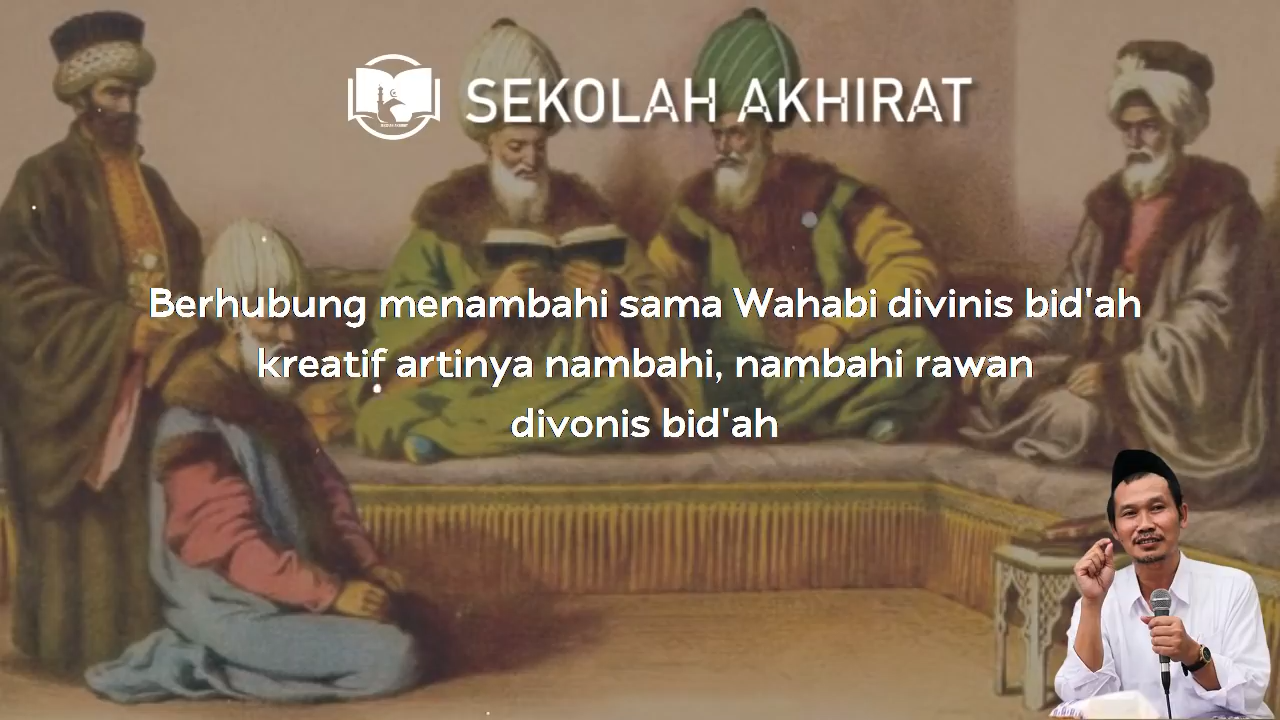 SEKOLAH AKHIRAT
Berhubung menambahi sama Wahabi divinis bid'ah
kreatif artinya nambahi, nambahi rawan
divonis bid'ah